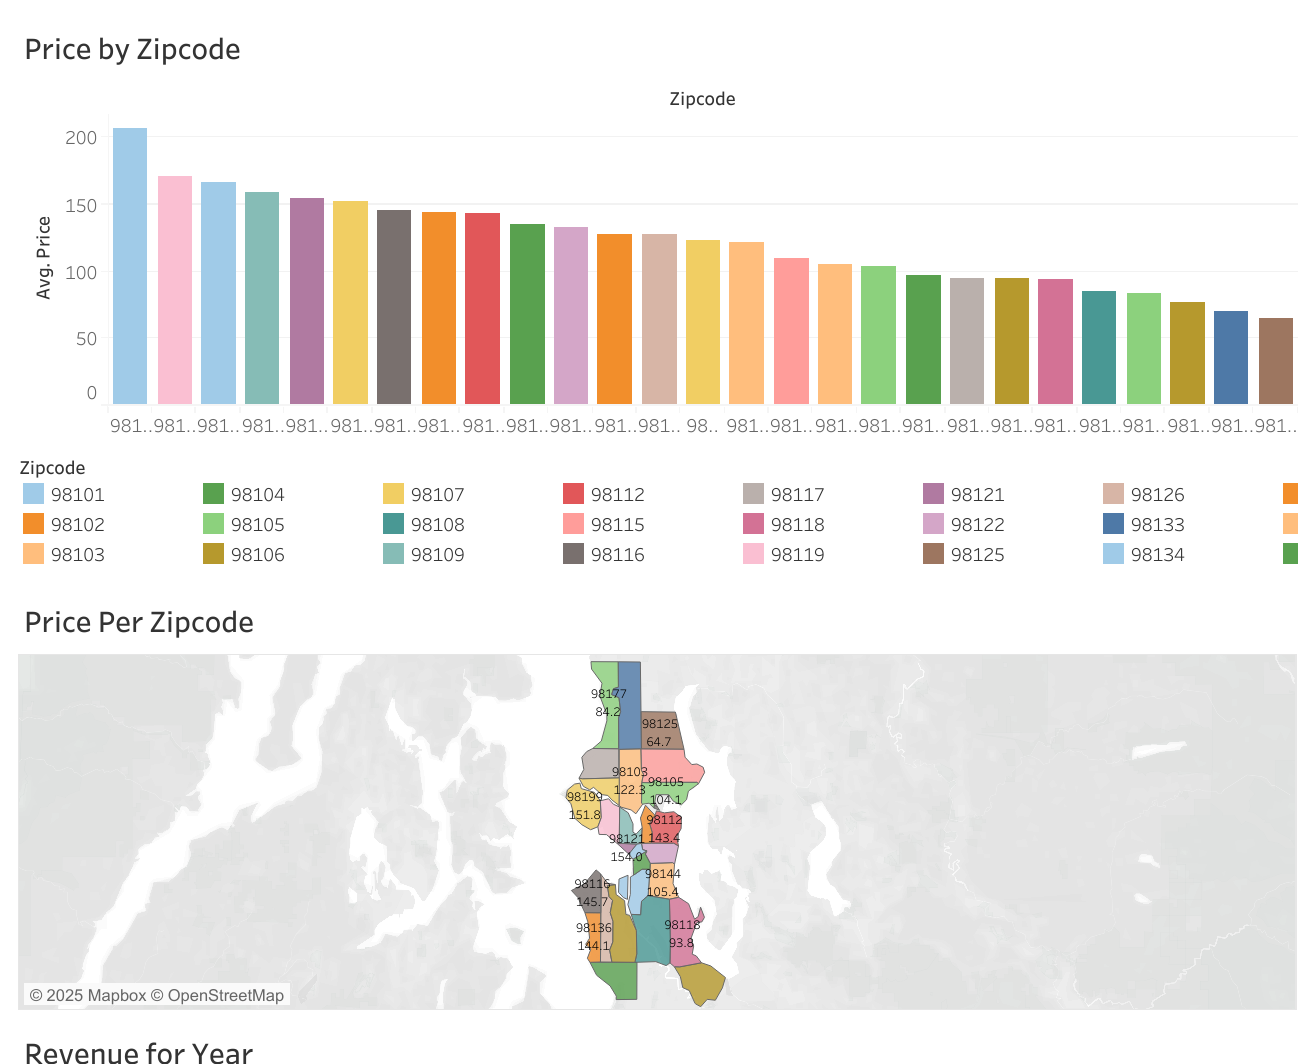 Price by Zipcode
Zipcode
Avg. Price
200
150
100
50
0
981.. 981.. 981.. 981.. 981.. 981.. 981.. 981.. 981.. 981.. 981.. 981.. 981.. 98.. 981.. 981.. 981.. 981.. 981.. 981.. 981.. 981.. 981.. 981.. 981.. 981.. 981..
Zipcode
98101 98104 98107 98112 98117 98121 98126
98102 98105 98108 98115 98118 98122 98133
98103 98106 98109 98116 98119 98125 98134
Price Per Zipcode
98177
84.2
98125
64.7
98103
122.3
98105
104.1
98199
151.8
98112
143.4
98121
154.0
98144
105.4
98116
145.7
98118
93.8
98136
144.1
© 2025 Mapbox © OpenStreetMap
Revenue for Year